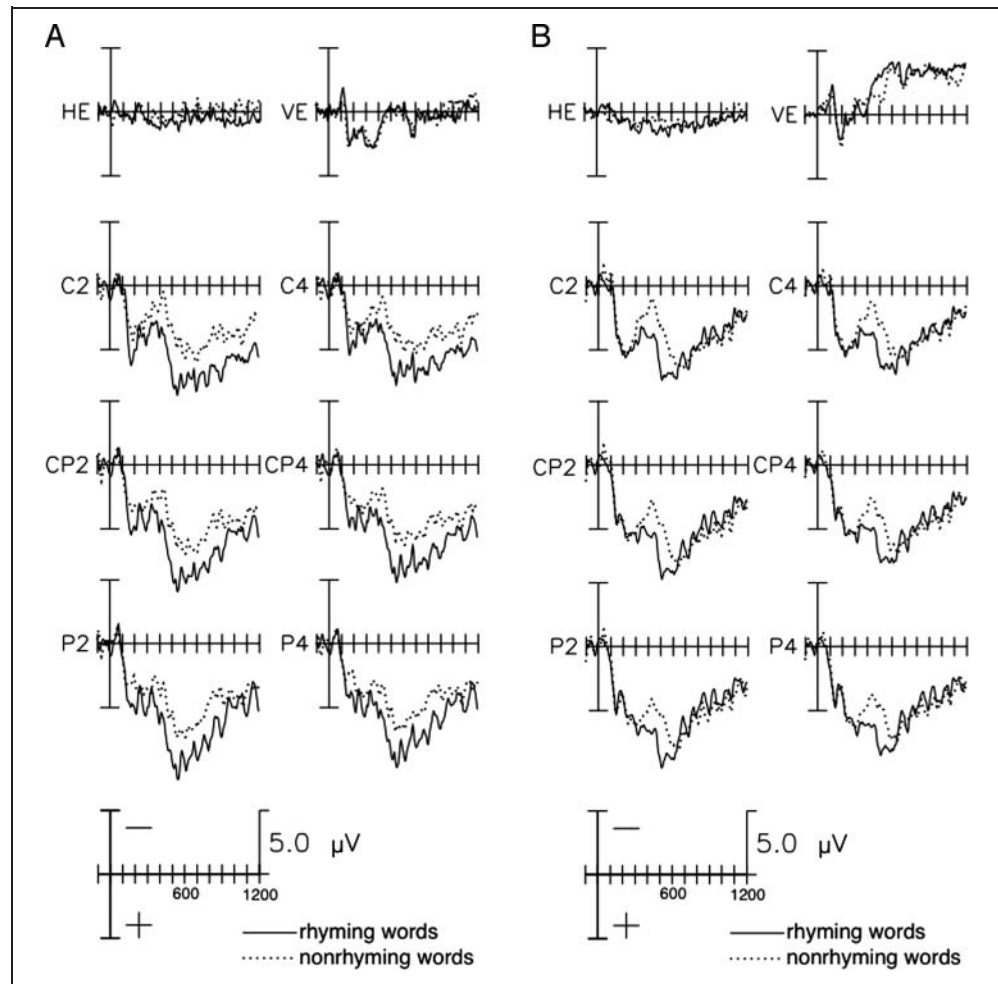 A B
HE VE HE VE
C2 C4 C2 C4
CP2 CP4 CP2 CP4
P2 P4 P2 P4
− 5.0 μV − 5.0 μV
600 1200 600 1200
+ +
rhyming words rhyming words
nonrhyming words nonrhyming words